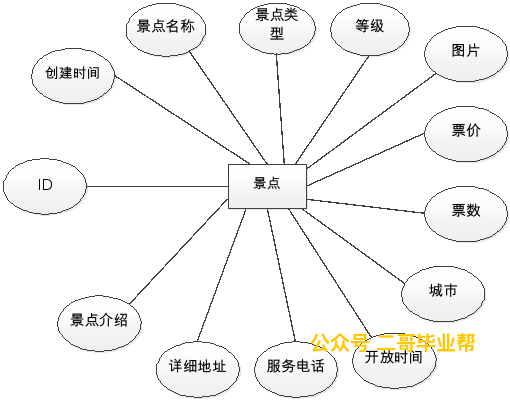 景点名称
景点类
型
等级
图片
创建时间
票价
ID
景点
票数
城市
景点介绍
公众号 二哥毕业帮
详细地址
服务电话
开放时间